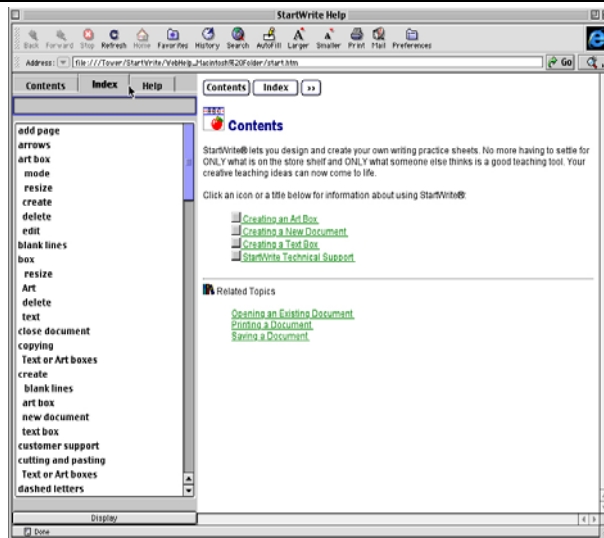 StartWrite Help
Back Forward Stop Refresh Home Favorites History Search AutoFill Larger Smaller Print Mail Preferences
Address: file:///Tower/StartWrite/WebHelp_Macintosh%20Folder/start.htm Go
Contents Index Help
add page
arrows
art box
mode
resize
create
delete
edit
blank lines
box
resize
Art
delete
text
close document
copying
Text or Art boxes
create
blank lines
art box
new document
text box
customer support
cutting and pasting
Text or Art boxes
dashed letters
Display
Contents Index >>
ABC
Contents
StartWrite® lets you design and create your own writing practice sheets. No more having to settle for
ONLY what is on the store shelf and ONLY what someone else thinks is a good teaching tool. Your
creative teaching ideas can now come to life.
Click an icon or a title below for information about using StartWrite®:
Creating an Art Box
Creating a New Document
Creating a Text Box
StartWrite Technical Support
Related Topics
Opening an Existing Document
Printing a Document
Saving a Document
Done